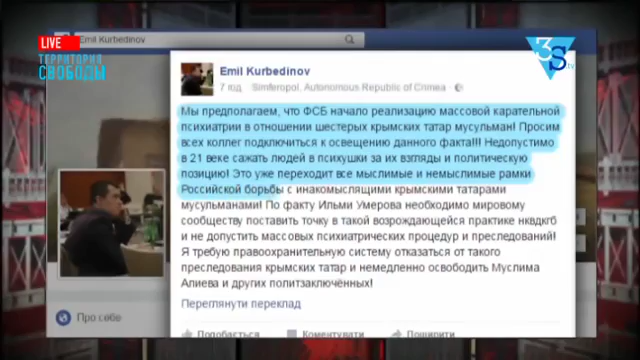 LIVE
Emil Kurbedinov
ТЕРРИТОРИЯ
СВОБОДЫ
3S tv
Emil Kurbedinov
7 год · Simferopol, Autonomous Republic of Crimea ·
Мы предполагаем, что ФСБ начало реализацию массовой карательной
психиатрии в отношении шестерых крымских татар мусульман! Просим
всех коллег подключиться к освещению данного факта!!! Недопустимо
в 21 веке сажать людей в психушки за их взгляды и политическую
позицию! Это уже переходит все мыслимые и немыслимые рамки
Российской борьбы с инакомыслящими крымскими татарами
мусульманами! По факту Ильми Умерова необходимо мировому
сообществу поставить точку в такой возрождающейся практике нквдкгб
и не допустить массовых психиатрических процедур и преследований!
Я требую правоохранительную систему отказаться от такого
преследования крымских татар и немедленно освободить Муслима
Алиева и других политзаключённых!
Переглянути переклад
Подобається Коментувати Поширити
Про себе